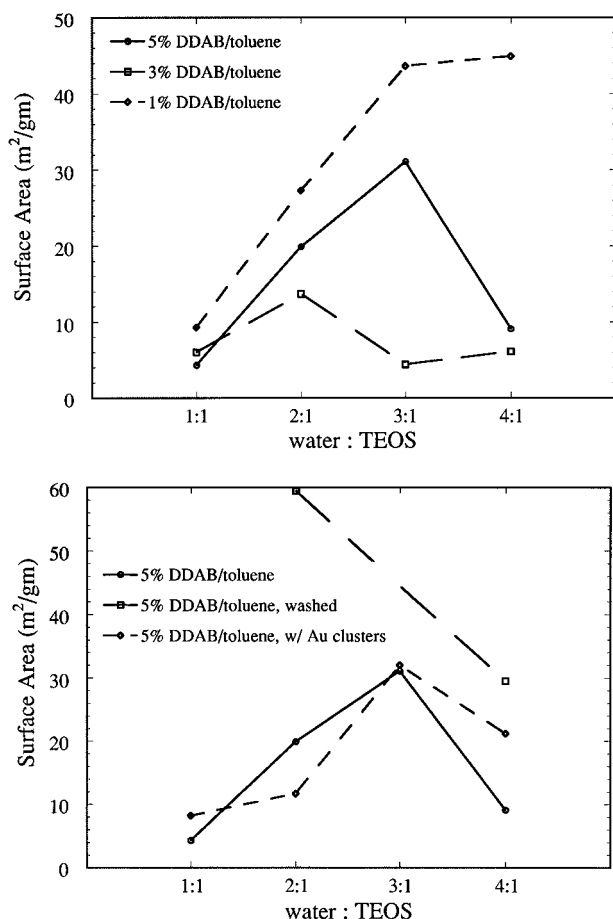 50
5% DDAB/toluene
3% DDAB/toluene
1% DDAB/toluene
40
30
20
10
0
Surface Area (m²/gm)
1:1 2:1 3:1 4:1
water : TEOS
60
50
5% DDAB/toluene
5% DDAB/toluene, washed
5% DDAB/toluene, w/ Au clusters
40
30
20
10
0
Surface Area (m²/gm)
1:1 2:1 3:1 4:1
water : TEOS